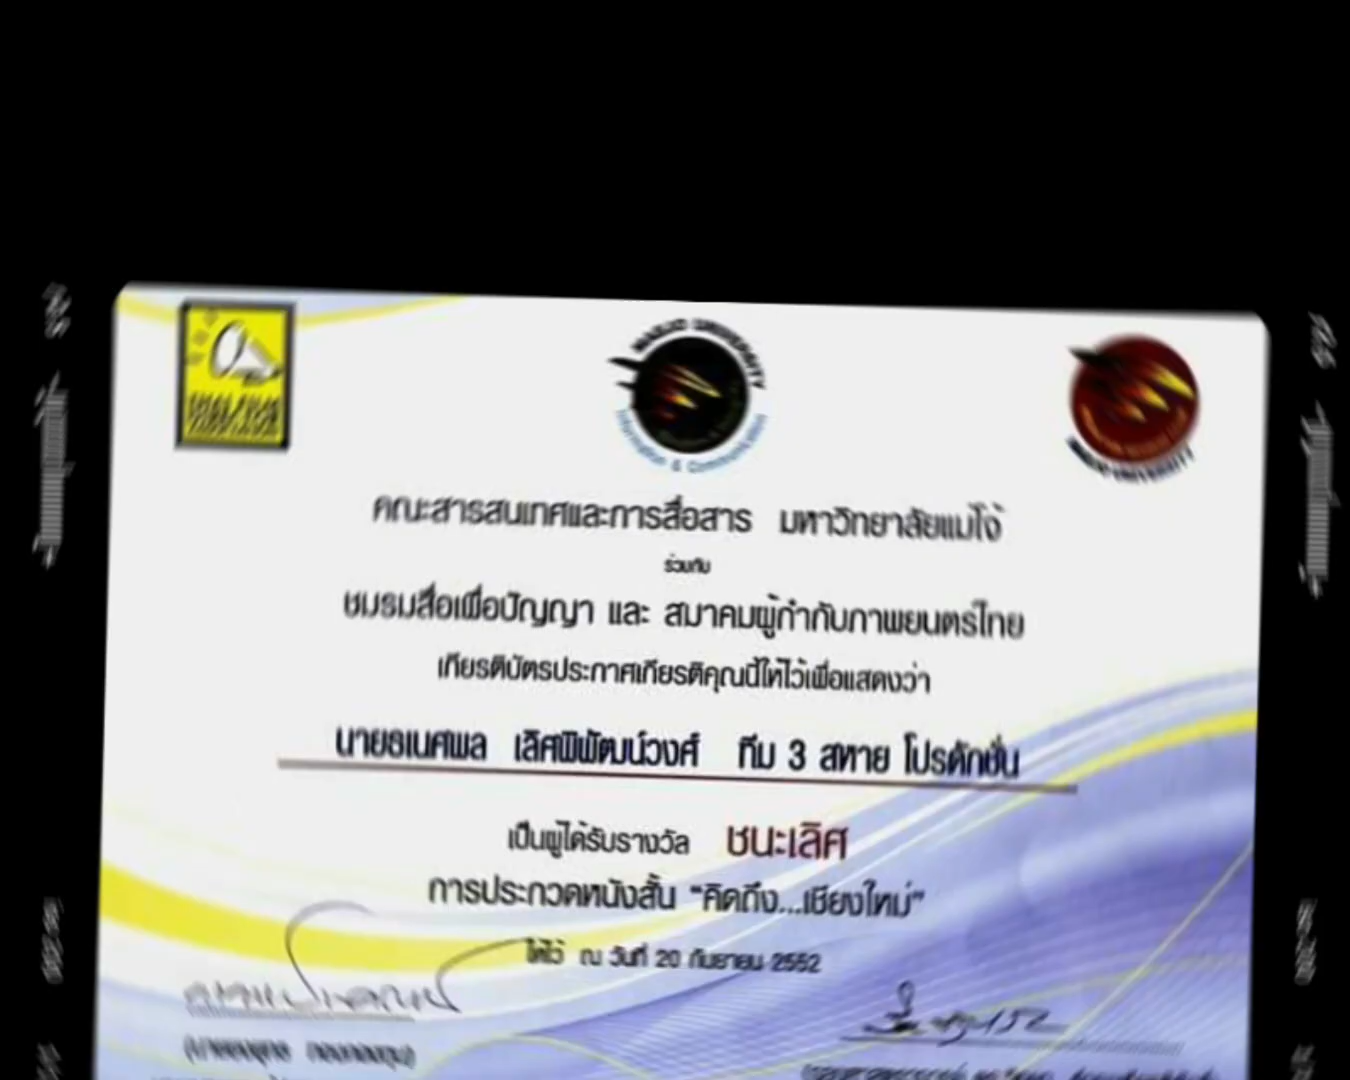 MAEJO UNIVERSITY
Information & Communication
MAEJO UNIVERSITY
คณะสารสนเทศและการสื่อสาร มหาวิทยาลัยแม่โจ้
ร่วมกับ
ชมรมสื่อเพื่อปัญญา และ สมาคมผู้กำกับภาพยนตร์ไทย
เกียรติบัตรประกาศเกียรติคุณนี้ให้ไว้เพื่อแสดงว่า
นายธเนศพล เลิศพิพัฒน์วงศ์ ทีม 3 สหาย โปรดักชั่น
เป็นผู้ได้รับรางวัล ชนะเลิศ
การประกวดหนังสั้น "คิดถึง...เชียงใหม่"
ให้ไว้ ณ วันที่ 20 กันยายน 2552